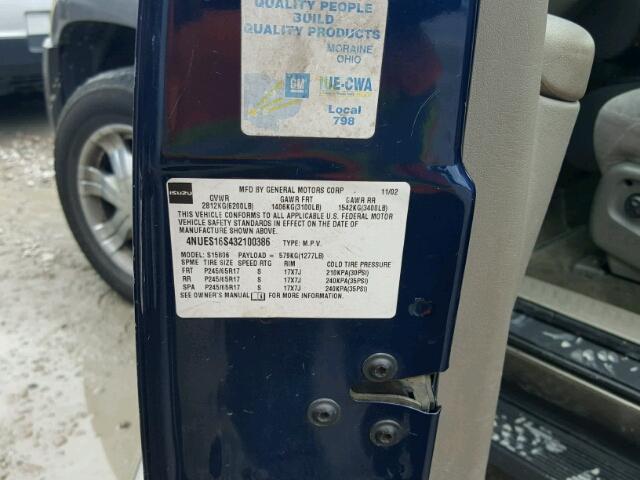 QUALITY PEOPLE
BUILD
QUALITY PRODUCTS
MORAINE
OHIO
GM IUE-CWA
Local
798
ISUZU
MFD BY GENERAL MOTORS CORP 11/02
GVWR GAWR FRT GAWR RR
2812KG(6200LB) 1406KG(3100LB) 1542KG(3400LB)
THIS VEHICLE CONFORMS TO ALL APPLICABLE U.S. FEDERAL MOTOR
VEHICLE SAFETY STANDARDS IN EFFECT ON THE DATE OF
MANUFACTURE SHOWN ABOVE.
4NUES16S432100386 TYPE: M.P.V.
MODEL: S15806 PAYLOAD = 579KG(1277LB)
SPME TIRE SIZE SPEED RTG RIM COLD TIRE PRESSURE
FRT P245/65R17 S 17X7J 210KPA(30PSI)
RR P245/65R17 S 17X7J 240KPA(35PSI)
SPA P245/65R17 S 17X7J 240KPA(35PSI)
SEE OWNER'S MANUAL FOR MORE INFORMATION.